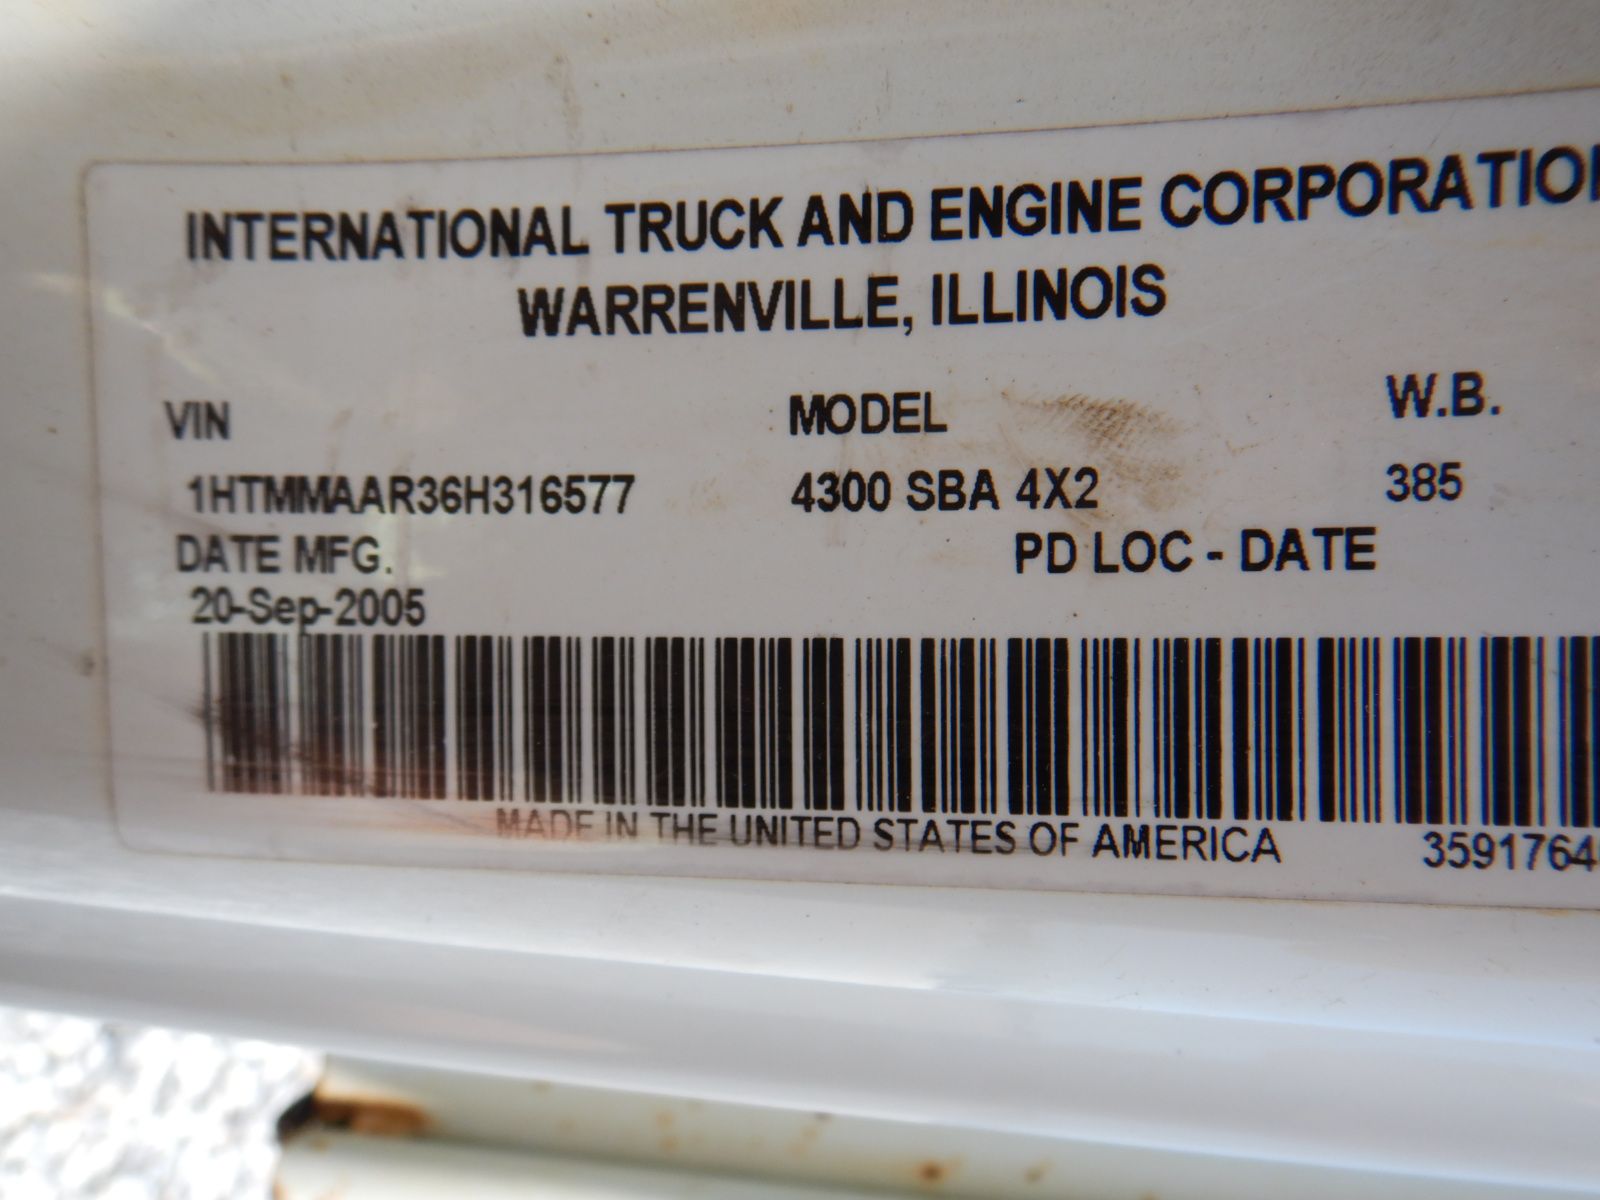 INTERNATIONAL TRUCK AND ENGINE CORPORATIO
WARRENVILLE, ILLINOIS
VIN MODEL W.B.
1HTMMAAR36H316577 4300 SBA 4X2 385
DATE MFG. PD LOC - DATE
20-Sep-2005
MADE IN THE UNITED STATES OF AMERICA 3591764